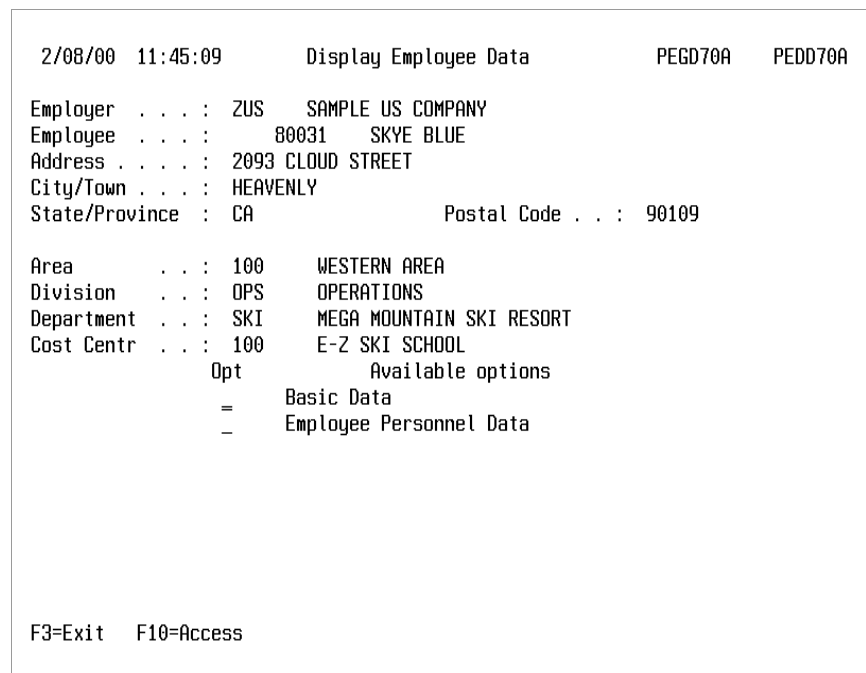 2/08/00 11:45:09 Display Employee Data PEGD70A PEDD70A
Employer . . . : ZUS SAMPLE US COMPANY
Employee . . . : 80031 SKYE BLUE
Address . . . . : 2093 CLOUD STREET
City/Town . . . : HEAVENLY
State/Province : CA Postal Code . . : 90109
Area . . : 100 WESTERN AREA
Division . . : OPS OPERATIONS
Department . . : SKI MEGA MOUNTAIN SKI RESORT
Cost Centr . . : 100 E-Z SKI SCHOOL
Opt Available options
= Basic Data
_ Employee Personnel Data
F3=Exit F10=Access